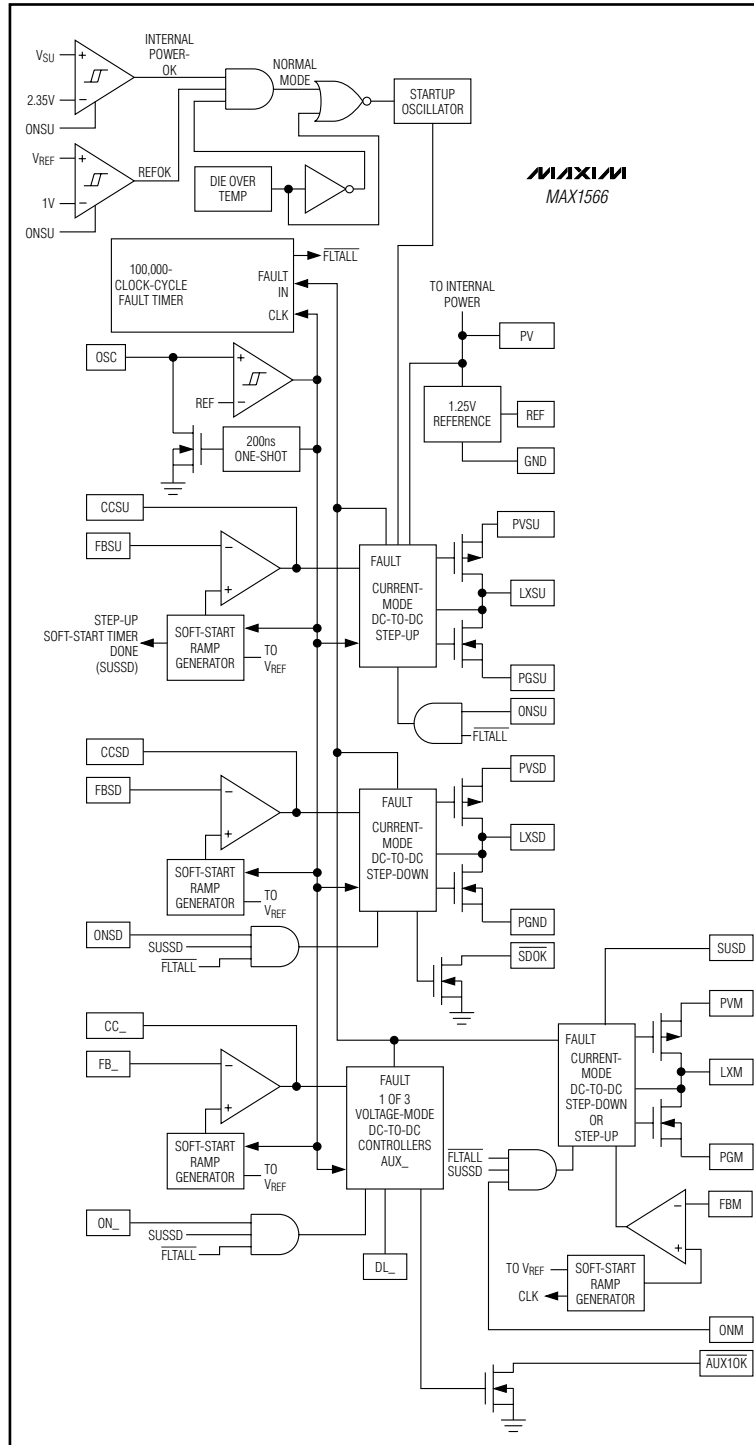 INTERNAL
POWER-
OK
NORMAL
MODE
VSU
+
2.35V
−
ONSU
STARTUP
OSCILLATOR
VREF
+
REFOK
1V
−
ONSU
DIE OVER
TEMP
MAXIM
MAX1566
100,000-
CLOCK-CYCLE
FAULT TIMER
FLTALL
FAULT
IN
CLK
TO INTERNAL
POWER
PV
OSC
+
REF
−
1.25V
REFERENCE
REF
GND
200ns
ONE-SHOT
CCSU
FBSU
−
+
PVSU
FAULT
CURRENT-
MODE
DC-TO-DC
STEP-UP
LXSU
STEP-UP
SOFT-START TIMER
DONE
(SUSSD)
SOFT-START
RAMP
GENERATOR
TO
VREF
PGSU
ONSU
FLTALL
CCSD
FBSD
−
+
PVSD
FAULT
CURRENT-
MODE
DC-TO-DC
STEP-DOWN
LXSD
SOFT-START
RAMP
GENERATOR
TO
VREF
PGND
ONSD
SUSSD
FLTALL
SDOK
SUSD
CC_
FB_
−
+
PVM
FAULT
CURRENT-
MODE
DC-TO-DC
STEP-DOWN
OR
STEP-UP
LXM
FAULT
1 OF 3
VOLTAGE-MODE
DC-TO-DC
CONTROLLERS
AUX_
SOFT-START
RAMP
GENERATOR
TO
VREF
FLTALL
SUSSD
PGM
FBM
−
+
ON_
SUSSD
FLTALL
DL_
TO VREF
CLK
SOFT-START
RAMP
GENERATOR
ONM
AUX1OK